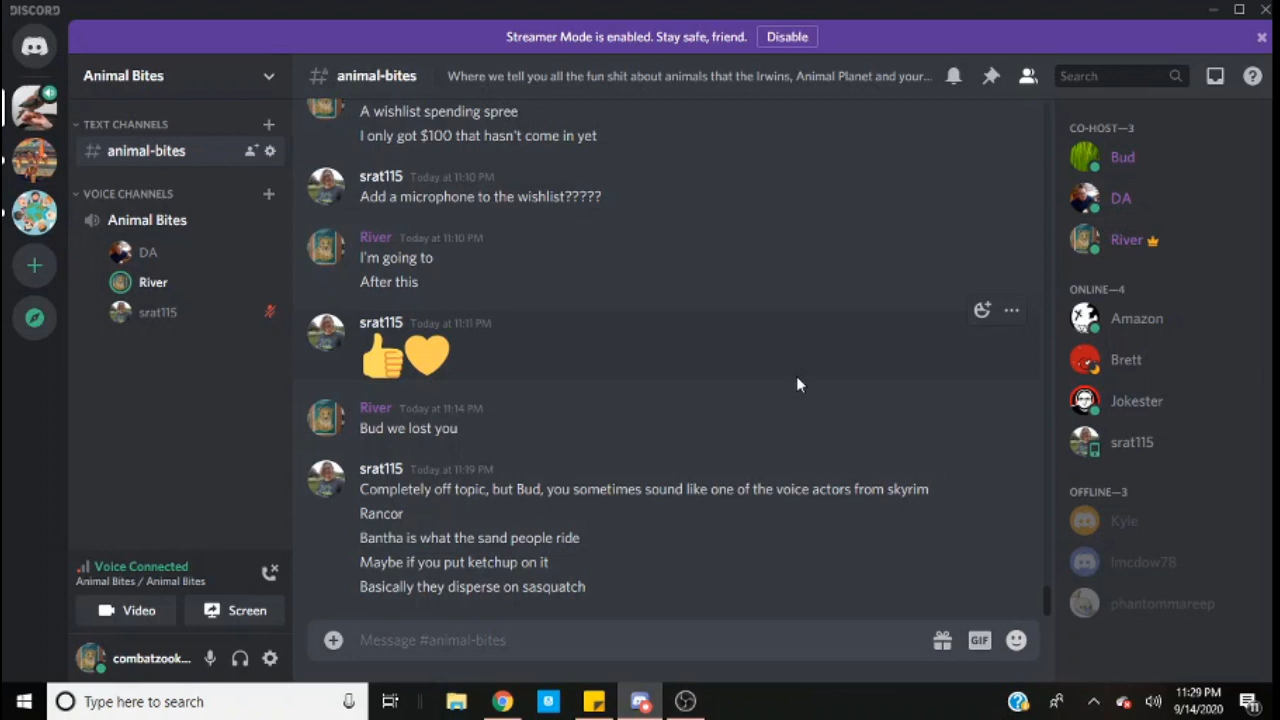 DISCORD
Streamer Mode is enabled. Stay safe, friend.
Disable
Animal Bites
animal-bites
Where we tell you all the fun shit about animals that the Irwins, Animal Planet and your...
Search
TEXT CHANNELS
animal-bites
VOICE CHANNELS
Animal Bites
DA
River
srat115
A wishlist spending spree
I only got $100 that hasn't come in yet
srat115 Today at 11:10 PM
Add a microphone to the wishlist?????
River Today at 11:10 PM
I'm going to
After this
srat115 Today at 11:11 PM
River Today at 11:14 PM
Bud we lost you
srat115 Today at 11:19 PM
Completely off topic, but Bud, you sometimes sound like one of the voice actors from skyrim
Rancor
Bantha is what the sand people ride
Maybe if you put ketchup on it
Basically they disperse on sasquatch
CO-HOST—3
Bud
DA
River
ONLINE—4
Amazon
Brett
Jokester
srat115
OFFLINE—3
Kyle
lmcdow78
phantommareep
Voice Connected
Animal Bites / Animal Bites
Video
Screen
combatzook...
Message #animal-bites
GIF
Type here to search
11:29 PM
9/14/2020
11